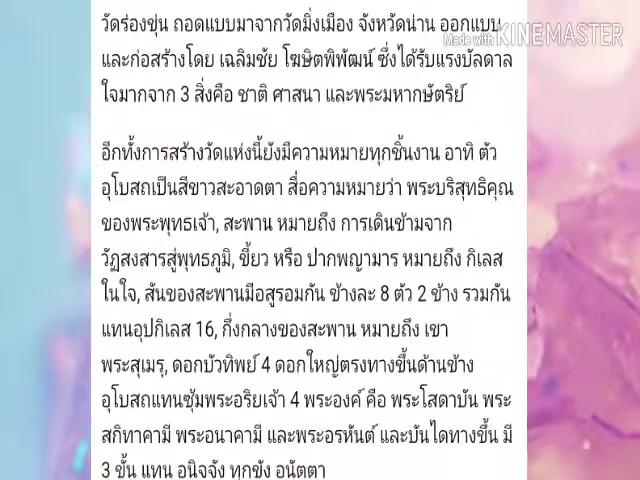 วัดร่องขุ่น ถอดแบบมาจากวัดมิ่งเมือง จังหวัดน่าน ออกแบบ
Made with KINEMASTER
และก่อสร้างโดย เฉลิมชัย โฆษิตพิพัฒน์ ซึ่งได้รับแรงบันดาล
ใจมากจาก 3 สิ่งคือ ชาติ ศาสนา และพระมหากษัตริย์
อีกทั้งการสร้างวัดแห่งนี้ยังมีความหมายทุกชิ้นงาน อาทิ ตัว
อุโบสถเป็นสีขาวสะอาดตา สื่อความหมายว่า พระบริสุทธิคุณ
ของพระพุทธเจ้า, สะพาน หมายถึง การเดินข้ามจาก
วัฏสงสารสู่พุทธภูมิ, ขี้ยว หรือ ปากพญามาร หมายถึง กิเลส
ในใจ, สันของสะพานมีอสูรอมกัน ข้างละ 8 ตัว 2 ข้าง รวมกัน
แทนอุปกิเลส 16, กึ่งกลางของสะพาน หมายถึง เขา
พระสุเมรุ, ดอกบัวทิพย์ 4 ดอกใหญ่ตรงทางขึ้นด้านข้าง
อุโบสถแทนซุ้มพระอริยเจ้า 4 พระองค์ คือ พระโสดาบัน พระ
สกิทาคามี พระอนาคามี และพระอรหันต์ และบันไดทางขึ้น มี
3 ขั้น แทน อนิจจัง ทุกขัง อนัตตา